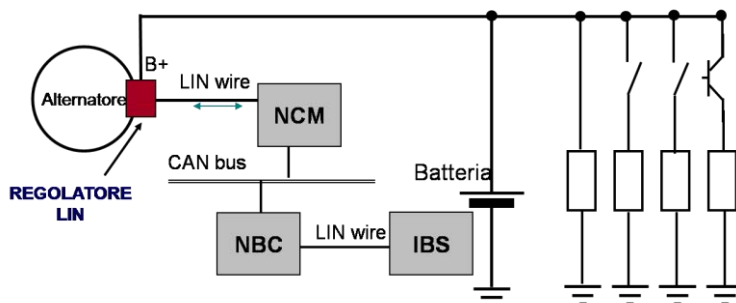 B+
Alternatore
LIN wire
NCM
CAN bus
REGOLATORE
LIN
Batteria
NBC
LIN wire
IBS